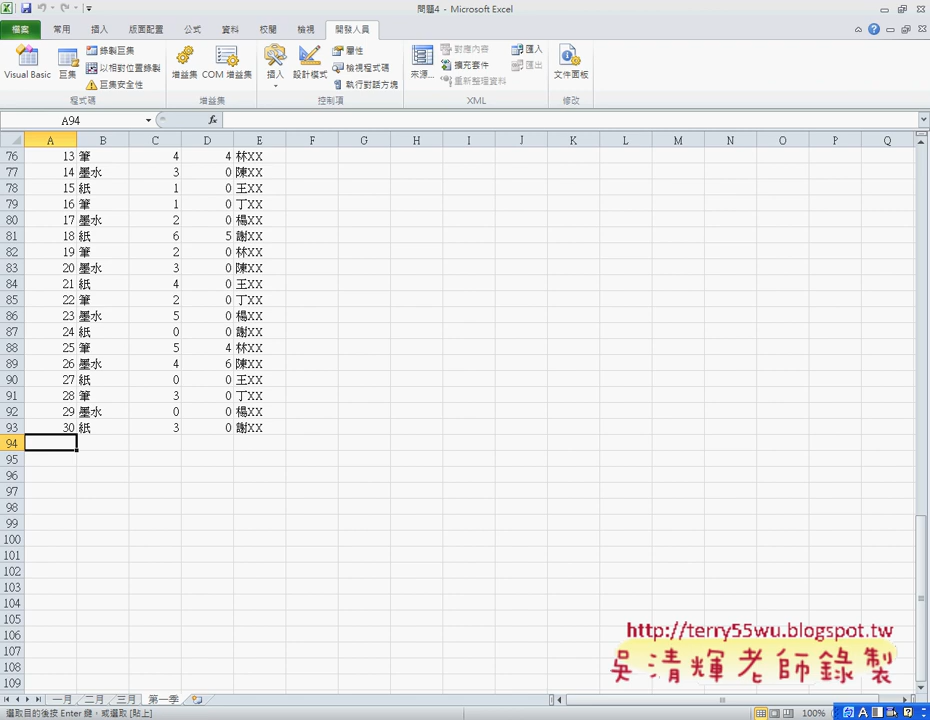 問題4 - Microsoft Excel
檔案 常用 插入 版面配置 公式 資料 校閱 檢視 開發人員
Visual Basic 巨集 錄製巨集 以相對位置錄製 巨集安全性 程式碼
增益集 COM 增益集 增益集
插入 設計模式 屬性 檢視程式碼 執行對話方塊 控制項
來源... 對應內容 擴充套件 重新整理資料 匯入 匯出 XML
文件面板 修改
A94 fx
A B C D E F G H I J K L M N O P Q
76 13 筆 4 4 林XX
77 14 墨水 3 0 陳XX
78 15 紙 1 0 王XX
79 16 筆 1 0 丁XX
80 17 墨水 2 0 楊XX
81 18 紙 6 5 謝XX
82 19 筆 2 0 林XX
83 20 墨水 3 0 陳XX
84 21 紙 4 0 王XX
85 22 筆 2 0 丁XX
86 23 墨水 5 0 楊XX
87 24 紙 0 0 謝XX
88 25 筆 5 4 林XX
89 26 墨水 4 6 陳XX
90 27 紙 0 0 王XX
91 28 筆 3 0 丁XX
92 29 墨水 0 0 楊XX
93 30 紙 3 0 謝XX
94
95
96
97
98
99
100
101
102
103
104
105
106
107
108
109
http://terry55wu.blogspot.tw
吳清輝老師錄製
一月 二月 三月 第一季
選取目的後按 Enter 鍵，或選取 [貼上]
100%